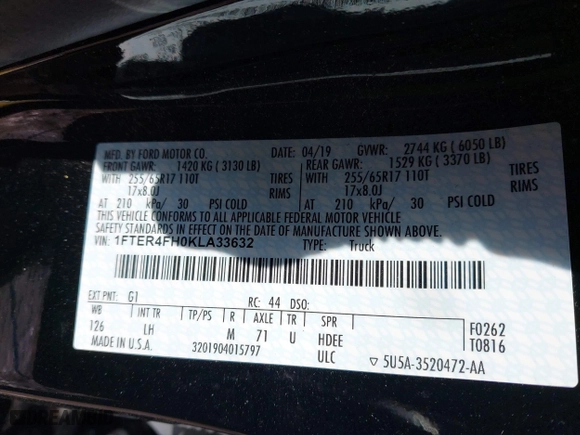 MFD. BY FORD MOTOR CO. 04/19 GVWR: 2744 KG ( 6050 LB)
FRONT GAWR: 1420 KG ( 3130 LB) REAR GAWR: 1529 KG ( 3370 LB)
WITH 255/65R17 110T TIRES WITH 255/65R17 110T TIRES
17x8.0J RIMS 17x8.0J RIMS
AT 210 kPa/ 30 PSI COLD AT 210 kPa/ 30 PSI COLD
THIS VEHICLE CONFORMS TO ALL APPLICABLE FEDERAL MOTOR VEHICLE
SAFETY STANDARDS IN EFFECT ON THE DATE OF MANUFACTURE SHOWN ABOVE.
VIN: 1FTER4FH0KLA33632 TYPE: Truck
EXT PNT: G1 RC: 44 DSO:
WB INT TR TP/PS R AXLE TR SPR
126 LH M 71 U HDEE
F0262
T0816
MADE IN U.S.A. 3201904015797 ULC
▽ 5U5A-3520472-AA